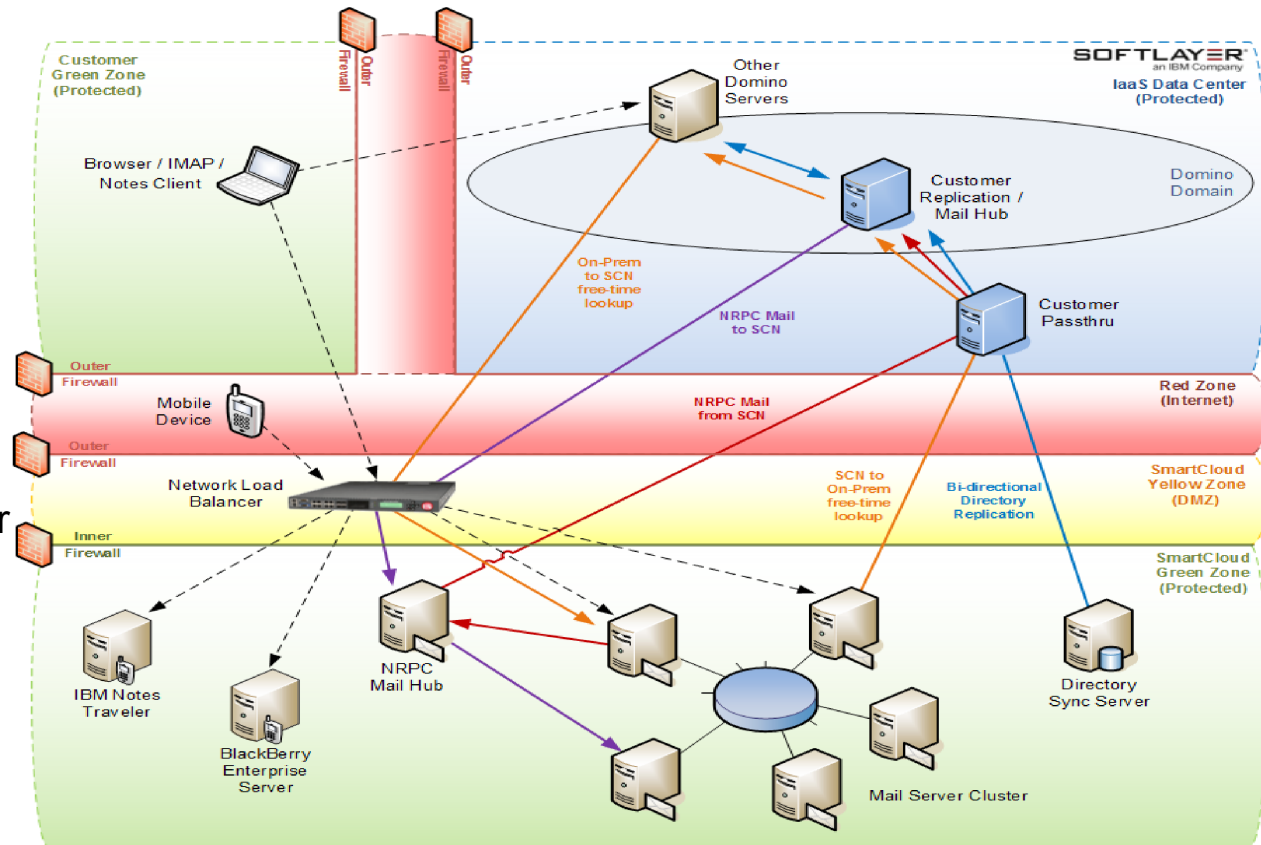 Customer
Green Zone
(Protected)
Firewall
Outer
Firewall
Outer
SOFTLAYER
an IBM Company
IaaS Data Center
(Protected)
Other
Domino
Servers
Browser / IMAP /
Notes Client
Customer
Replication /
Mail Hub
Domino
Domain
On-Prem
to SCN
free-time
lookup
NRPC Mail
to SCN
Customer
Passthru
Outer
Firewall
Mobile
Device
NRPC Mail
from SCN
Red Zone
(Internet)
Outer
Firewall
Network Load
Balancer
SCN to
On-Prem
free-time
lookup
Bi-directional
Directory
Replication
SmartCloud
Yellow Zone
(DMZ)
r
Inner
Firewall
SmartCloud
Green Zone
(Protected)
NRPC
Mail Hub
IBM Notes
Traveler
BlackBerry
Enterprise
Server
Directory
Sync Server
Mail Server Cluster